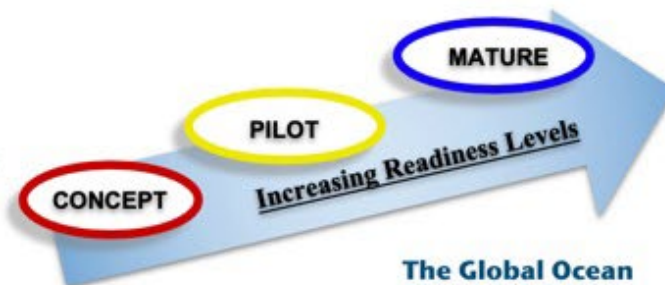 MATURE
PILOT
Increasing Readiness Levels
CONCEPT
The Global Ocean